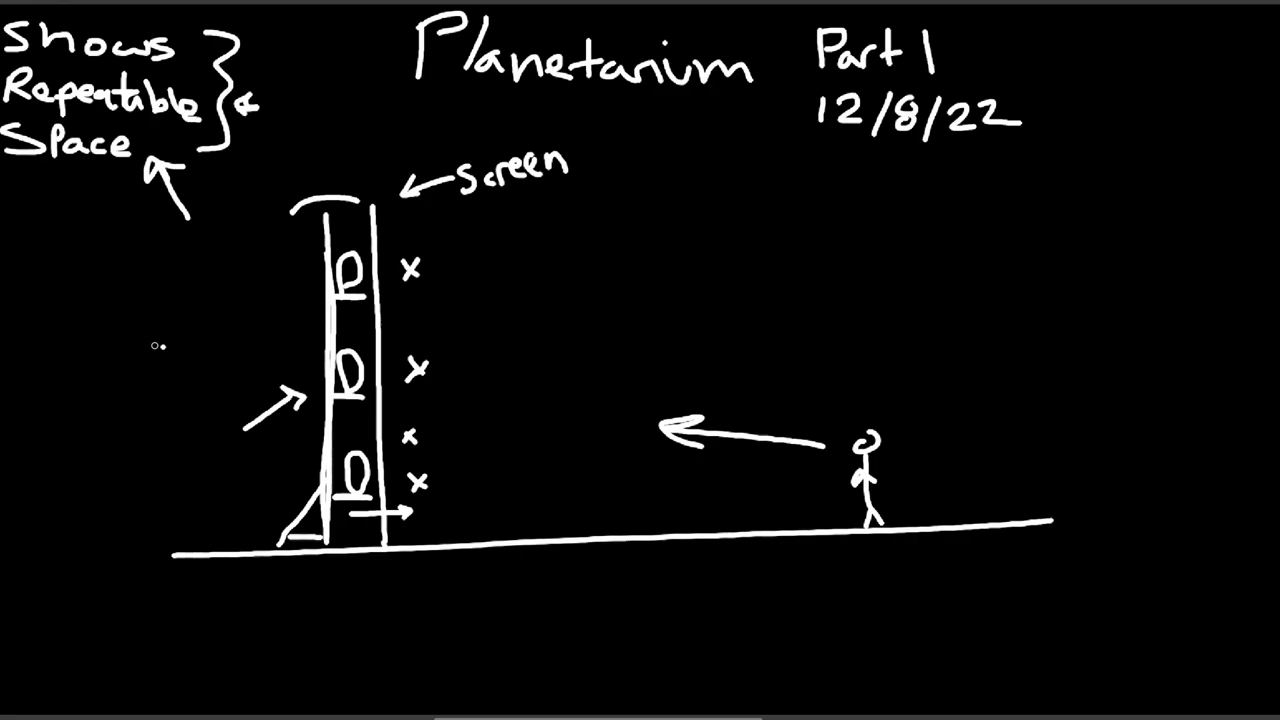 Shows
Repeatable
Space
Planetarium
Part 1
12/8/22
Screen
x
x
x
x